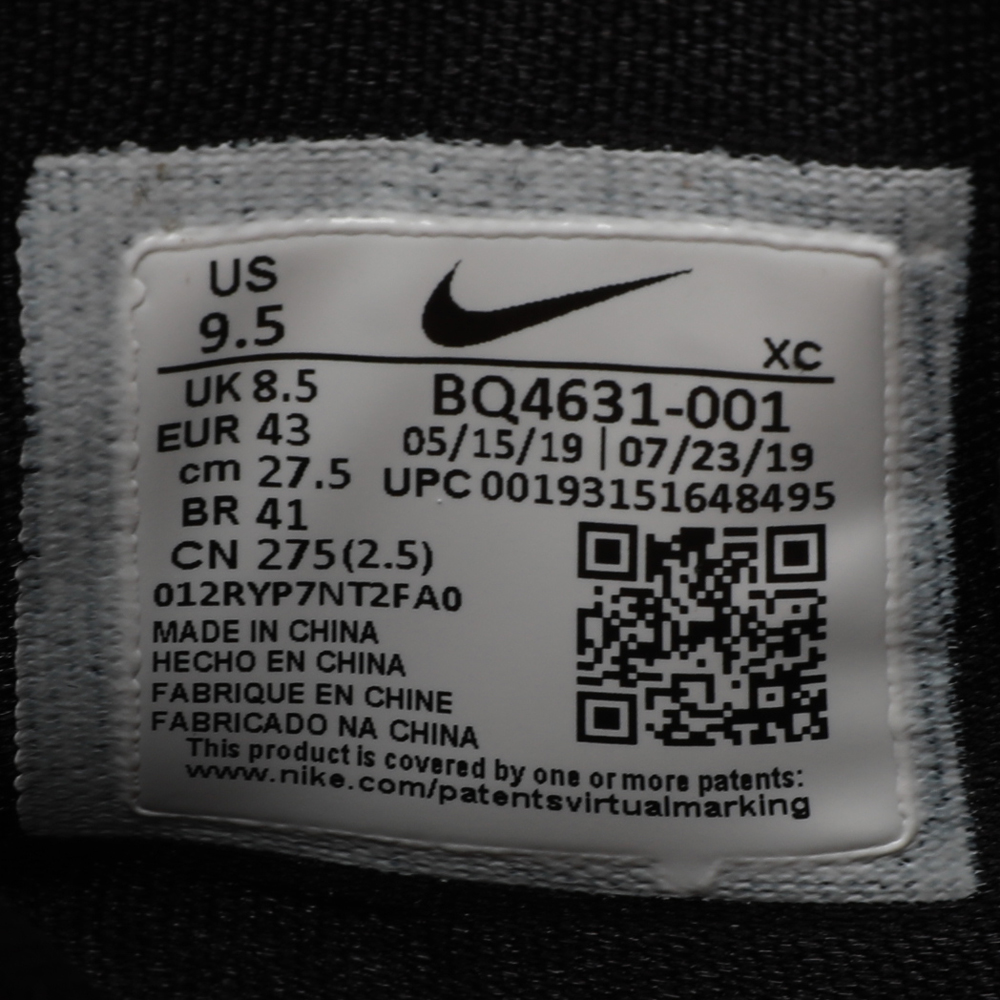 US
9.5
XC
UK 8.5
EUR 43
cm 27.5
BR 41
CN 275(2.5)
BQ4631-001
05/15/19 | 07/23/19
UPC 00193151648495
012RYP7NT2FA0
MADE IN CHINA
HECHO EN CHINA
FABRIQUE EN CHINE
FABRICADO NA CHINA
This product is covered by one or more patents:
www.nike.com/patentsvirtualmarking